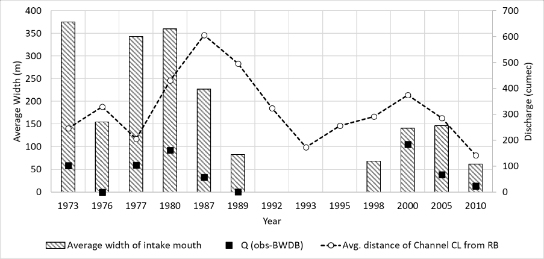 400 700
350 600
300 500
250 400
200 300
150 200
100 100
50 0
0
Average Width (m)
Discharge (cumec)
1973 1976 1977 1980 1987 1989 1992 1993 1995 1998 2000 2005 2010
Year
Average width of intake mouth Q (obs-BWDB) Avg. distance of Channel CL from RB